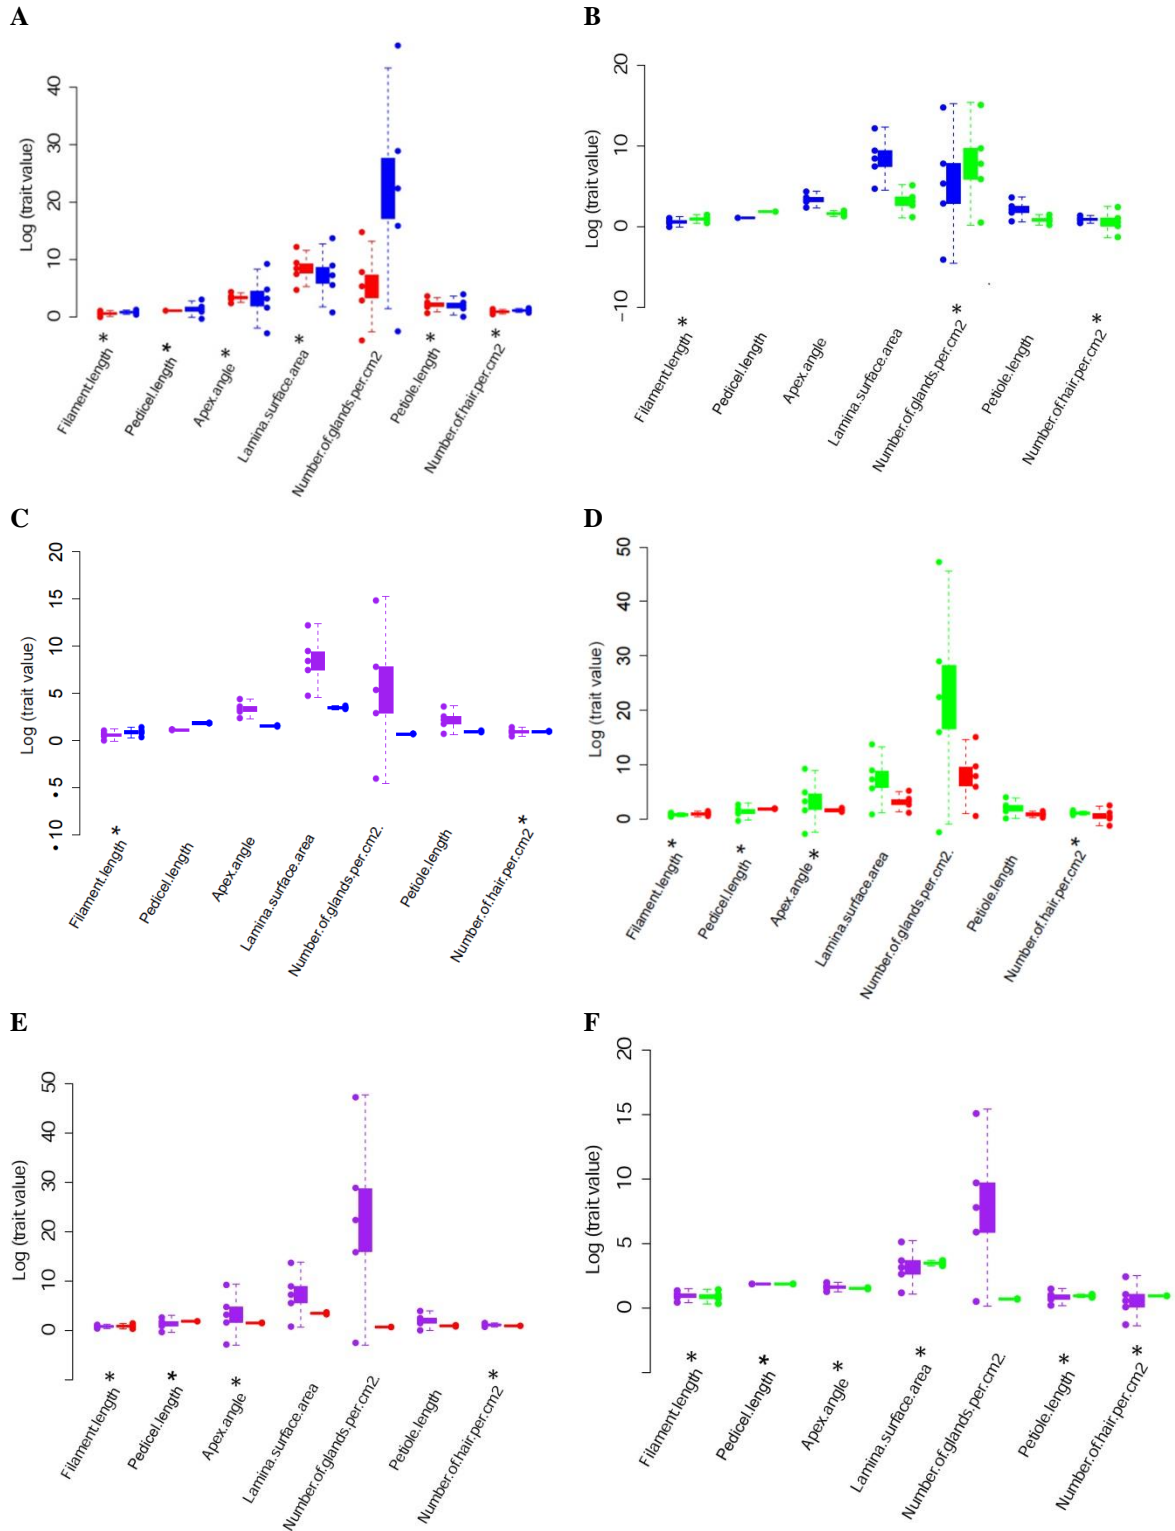 A
Log (trait value)
40
30
20
10
0
*
*
*
*
*
*
Filament.length
Pedicel.length
Apex.angle
Lamina.surface.area
Number.of.glands.per.cm2
Petiole.length
Number.of.hair.per.cm2
B
Log (trait value)
20
10
0
−10
*
*
*
Filament.length
Pedicel.length
Apex.angle
Lamina.surface.area
Number.of.glands.per.cm2
Petiole.length
Number.of.hair.per.cm2
C
Log (trait value)
20
15
10
5
0
• 5
• 10
*
*
Filament.length
Pedicel.length
Apex.angle
Lamina.surface.area
Number.of.glands.per.cm2.
Petiole.length
Number.of.hair.per.cm2
D
Log (trait value)
50
40
30
20
10
0
*
*
*
*
Filament.length
Pedicel.length
Apex.angle
Lamina.surface.area
Number.of.glands.per.cm2.
Petiole.length
Number.of.hair.per.cm2
E
Log (trait value)
50
40
30
20
10
0
*
*
*
*
Filament.length
Pedicel.length
Apex.angle
Lamina.surface.area
Number.of.glands.per.cm2.
Petiole.length
Number.of.hair.per.cm2
F
Log (trait value)
20
15
10
5
0
*
*
*
*
*
*
Filament.length
Pedicel.length
Apex.angle
Lamina.surface.area
Number.of.glands.per.cm2.
Petiole.length
Number.of.hair.per.cm2